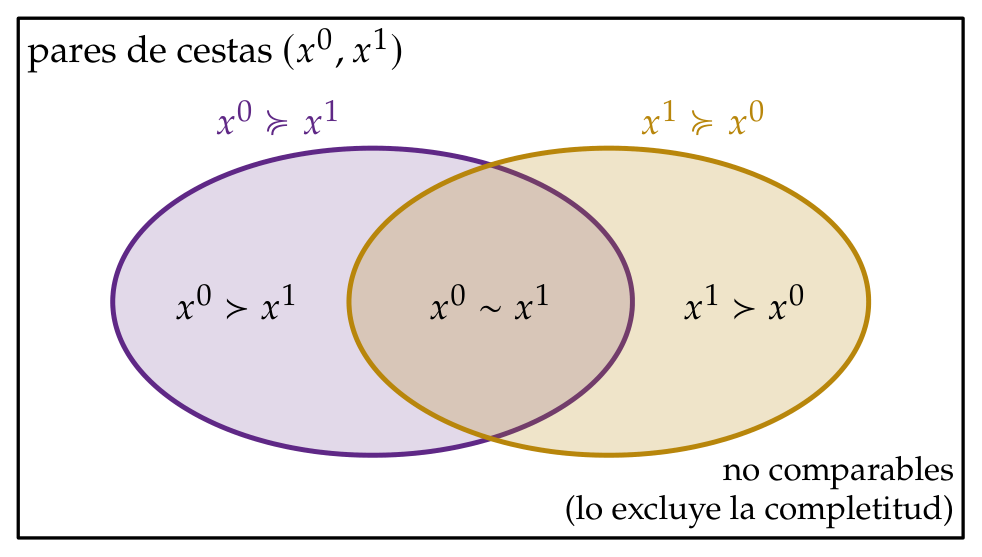 pares de cestas (x⁰, x¹)
x⁰ ≽ x¹
x¹ ≽ x⁰
x⁰ ≻ x¹
x⁰ ∼ x¹
x¹ ≻ x⁰
no comparables
(lo excluye la completitud)